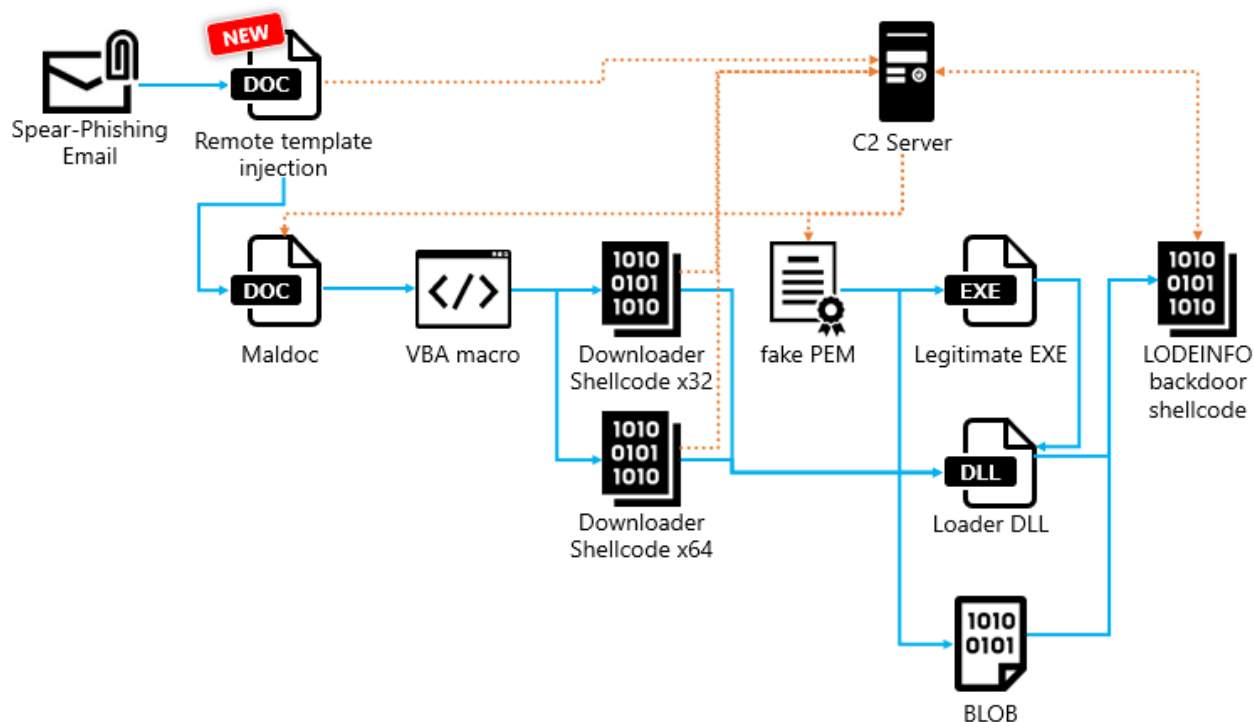 NEW
DOC
Spear-Phishing
Email
Remote template
injection
C2 Server
DOC
Maldoc
</>
VBA macro
1010
0101
1010
Downloader
Shellcode x32
fake PEM
EXE
Legitimate EXE
1010
0101
1010
LODEINFO
backdoor
shellcode
1010
0101
1010
Downloader
Shellcode x64
DLL
Loader DLL
1010
0101
BLOB